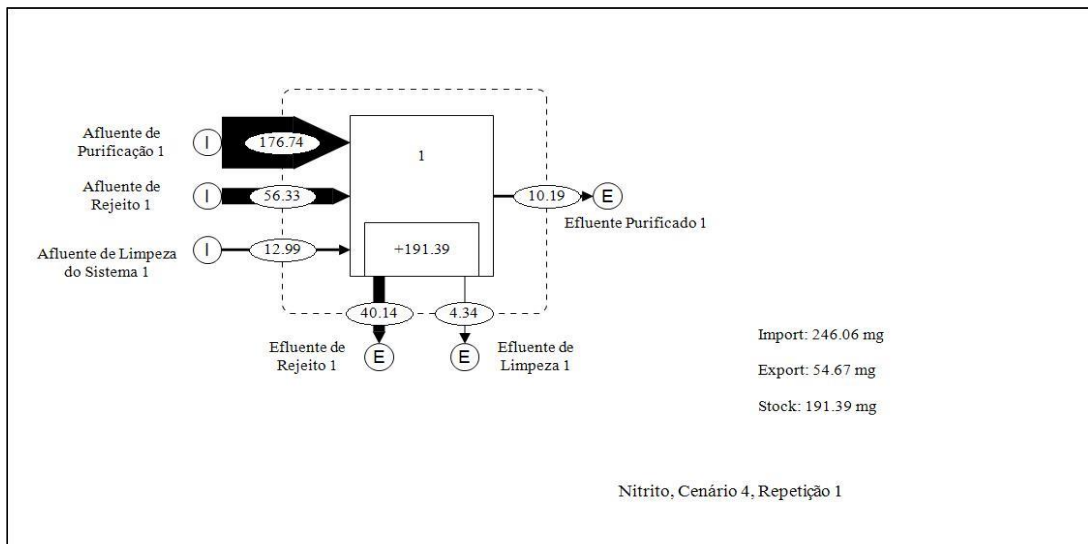 Afluente de
Purificação 1
I
176.74
1
Afluente de
Rejeito 1
I
56.33
10.19
E
Efluente Purificado 1
Afluente de Limpeza
do Sistema 1
I
12.99
+191.39
40.14
4.34
Efluente de
Rejeito 1
E
E
Efluente de
Limpeza 1
Import: 246.06 mg
Export: 54.67 mg
Stock: 191.39 mg
Nitrito, Cenário 4, Repetição 1